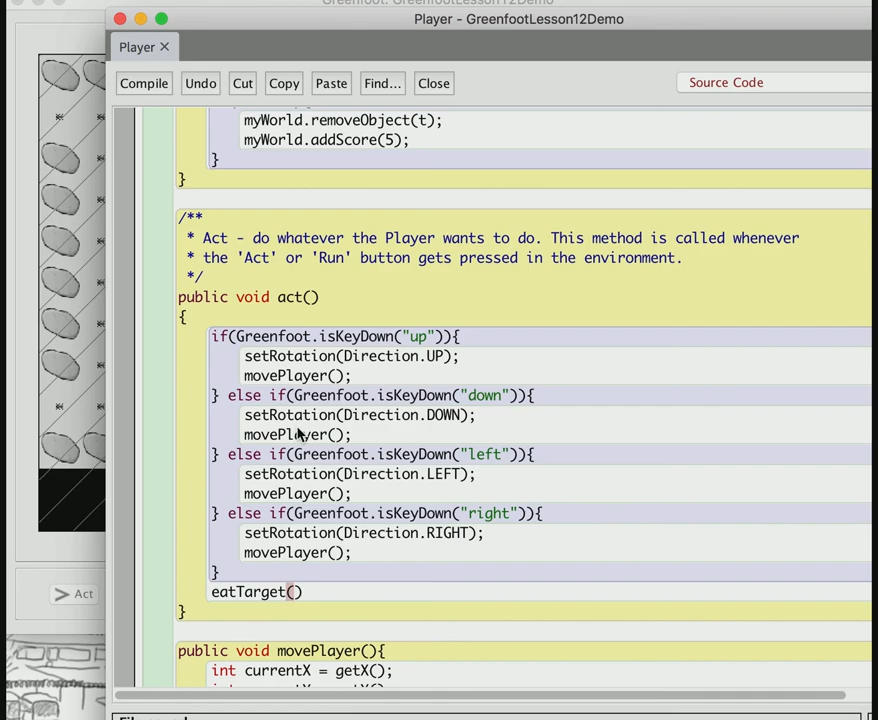 Greenfoot: GreenfootLesson12Demo
Player - GreenfootLesson12Demo
Player ✕
Compile Undo Cut Copy Paste Find... Close Source Code
myWorld.removeObject(t);
myWorld.addScore(5);
}
}
/**
* Act - do whatever the Player wants to do. This method is called whenever
* the 'Act' or 'Run' button gets pressed in the environment.
*/
public void act()
{
if(Greenfoot.isKeyDown("up")){
setRotation(Direction.UP);
movePlayer();
} else if(Greenfoot.isKeyDown("down")){
setRotation(Direction.DOWN);
movePlayer();
} else if(Greenfoot.isKeyDown("left")){
setRotation(Direction.LEFT);
movePlayer();
} else if(Greenfoot.isKeyDown("right")){
setRotation(Direction.RIGHT);
movePlayer();
}
eatTarget()
}
public void movePlayer(){
int currentX = getX();
Act